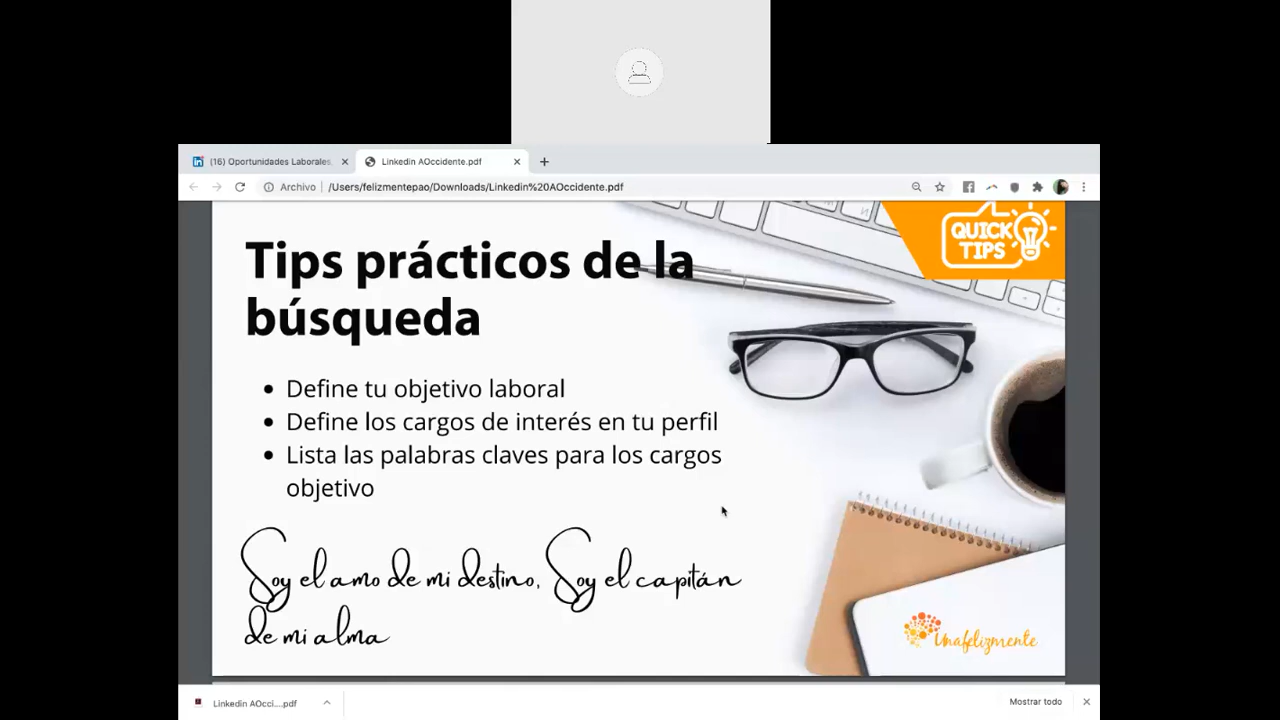 (16) Oportunidades Laborales,
Linkedin AOccidente.pdf
Archivo
/Users/felizmentepao/Downloads/Linkedin%20AOccidente.pdf
QUICK
TIPS
Tips prácticos de la
búsqueda
• Define tu objetivo laboral
• Define los cargos de interés en tu perfil
• Lista las palabras claves para los cargos
objetivo
Soy el amo de mi destino, Soy el capitán
de mi alma
Unafelizmente
Linkedin AOcci....pdf
Mostrar todo